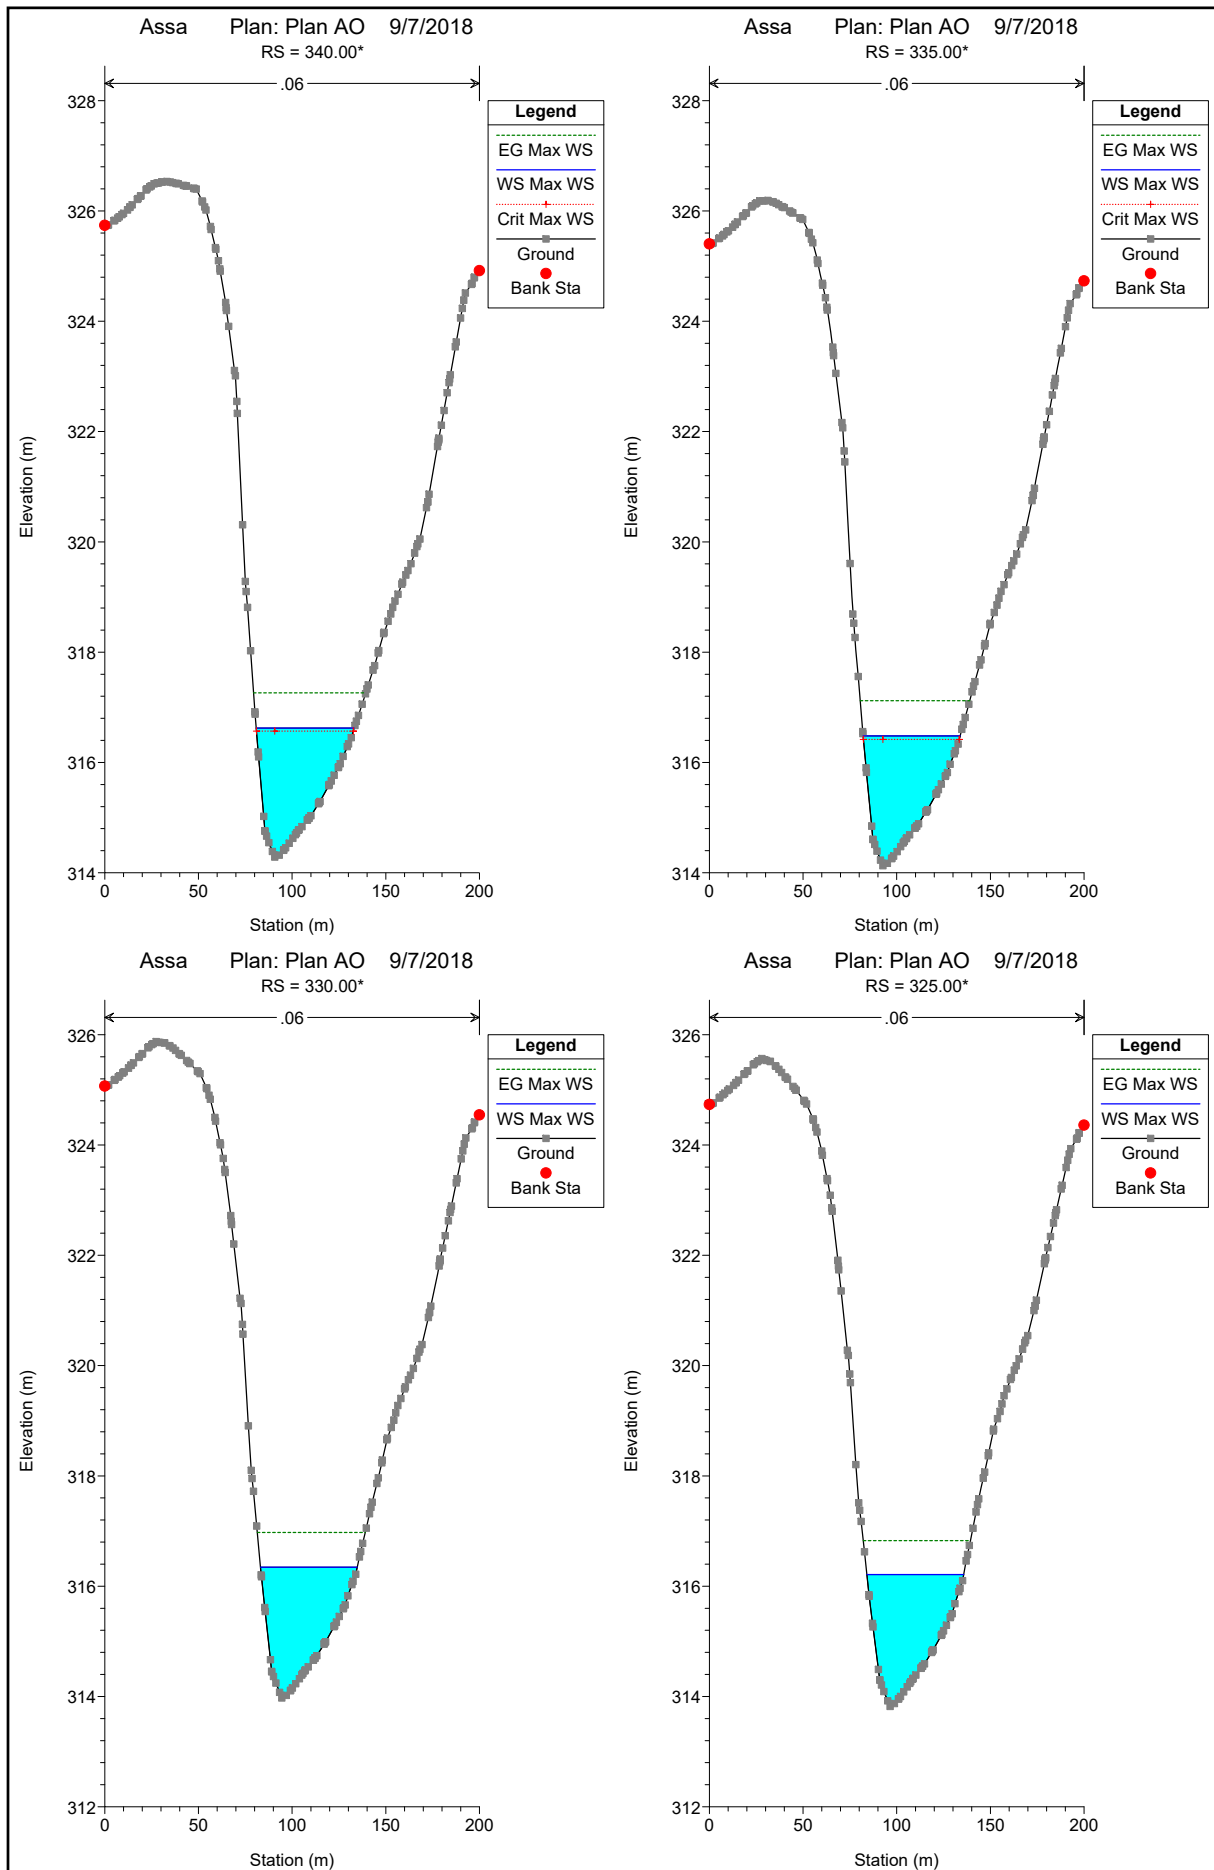 Assa Plan: Plan AO 9/7/2018
RS = 340.00*
.06
328
326
324
322
320
318
316
314
0 50 100 150 200
Elevation (m)
Station (m)
Legend
EG Max WS
WS Max WS
Crit Max WS
Ground
Bank Sta
Assa Plan: Plan AO 9/7/2018
RS = 335.00*
.06
328
326
324
322
320
318
316
314
0 50 100 150 200
Elevation (m)
Station (m)
Legend
EG Max WS
WS Max WS
Crit Max WS
Ground
Bank Sta
Assa Plan: Plan AO 9/7/2018
RS = 330.00*
.06
326
324
322
320
318
316
314
312
0 50 100 150 200
Elevation (m)
Station (m)
Legend
EG Max WS
WS Max WS
Ground
Bank Sta
Assa Plan: Plan AO 9/7/2018
RS = 325.00*
.06
326
324
322
320
318
316
314
312
0 50 100 150 200
Elevation (m)
Station (m)
Legend
EG Max WS
WS Max WS
Ground
Bank Sta